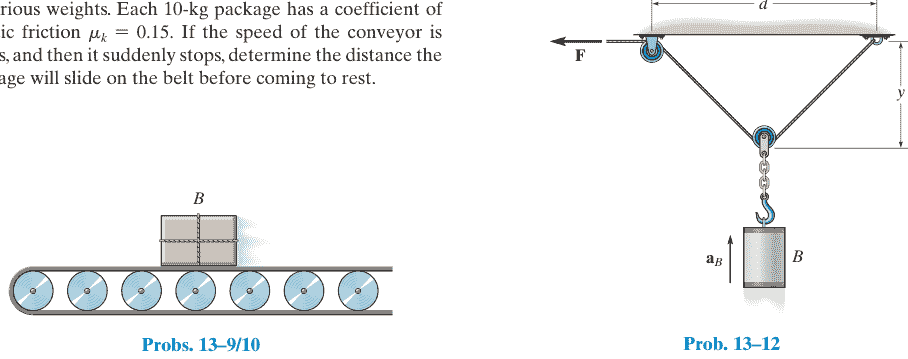 rious weights. Each 10-kg package has a coefficient of
ic friction μk = 0.15. If the speed of the conveyor is
s, and then it suddenly stops, determine the distance the
age will slide on the belt before coming to rest.
B
Probs. 13–9/10
d
F
y
aB
B
Prob. 13–12